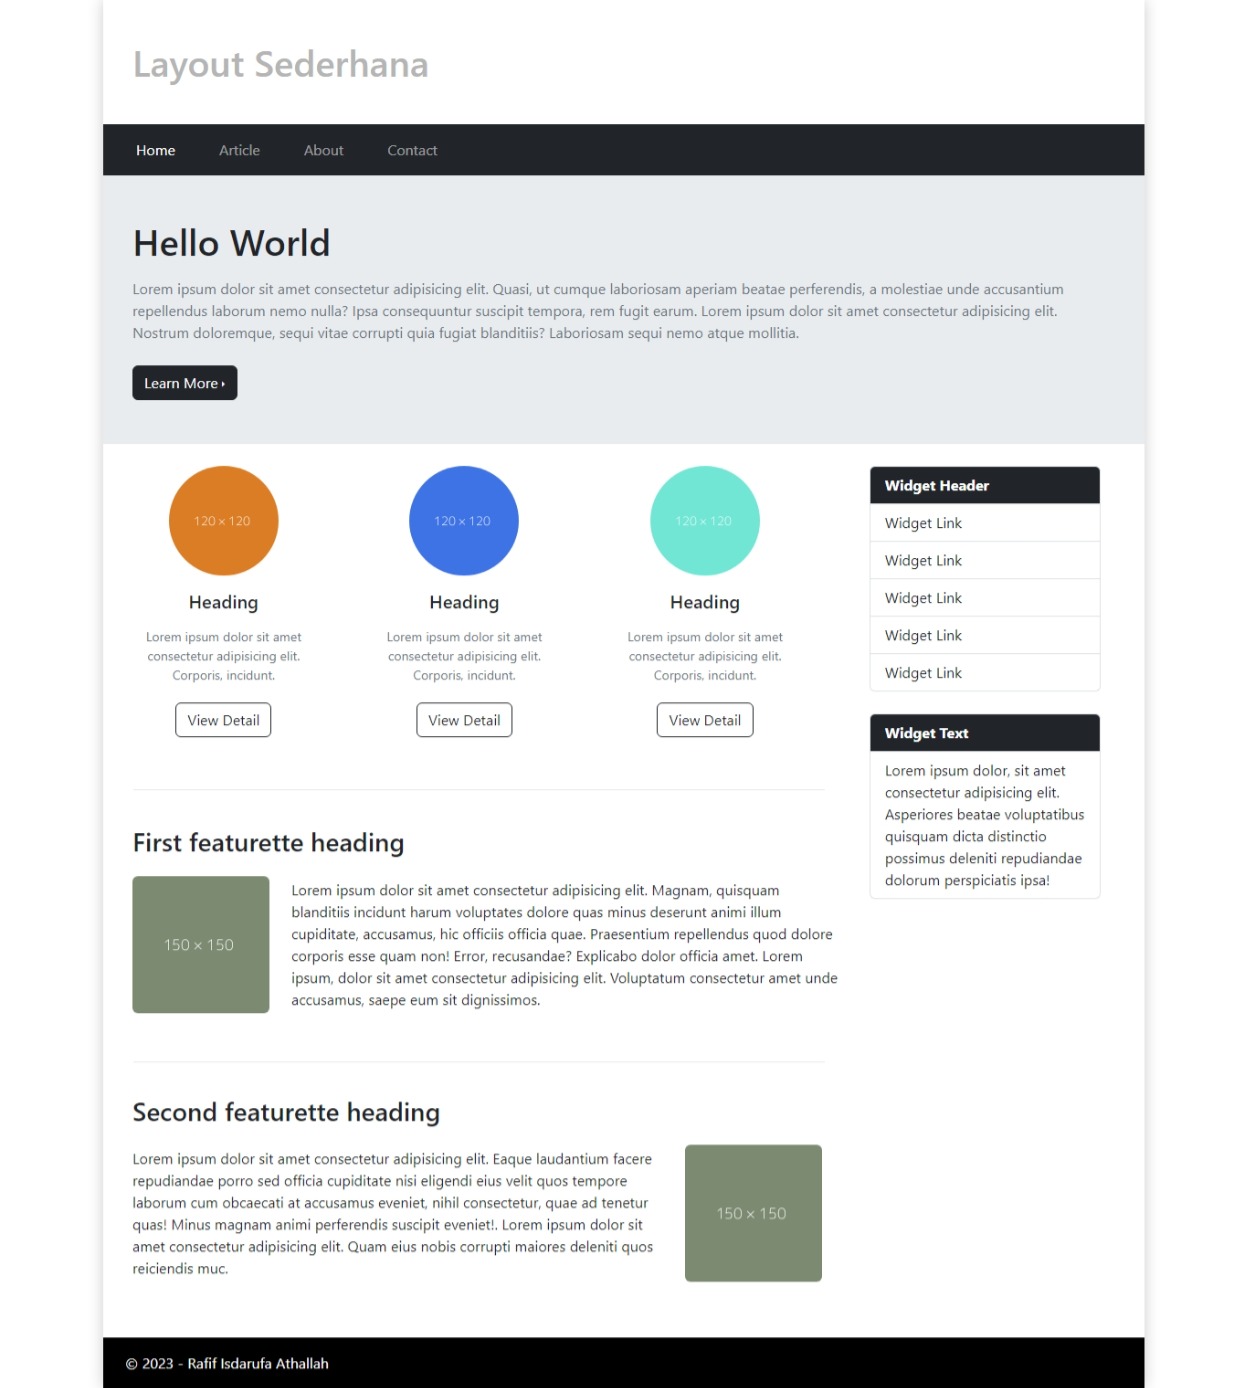 Layout Sederhana
Home
Article
About
Contact
Hello World
Lorem ipsum dolor sit amet consectetur adipisicing elit. Quasi, ut cumque laboriosam aperiam beatae perferendis, a molestiae unde accusantium
repellendus laborum nemo nulla? Ipsa consequuntur suscipit tempora, rem fugit earum. Lorem ipsum dolor sit amet consectetur adipisicing elit.
Nostrum doloremque, sequi vitae corrupti quia fugiat blanditiis? Laboriosam sequi nemo atque mollitia.
Learn More
120 × 120
Heading
Lorem ipsum dolor sit amet
consectetur adipisicing elit.
Corporis, incidunt.
View Detail
120 × 120
Heading
Lorem ipsum dolor sit amet
consectetur adipisicing elit.
Corporis, incidunt.
View Detail
120 × 120
Heading
Lorem ipsum dolor sit amet
consectetur adipisicing elit.
Corporis, incidunt.
View Detail
First featurette heading
150 × 150
Lorem ipsum dolor sit amet consectetur adipisicing elit. Magnam, quisquam
blanditiis incidunt harum voluptates dolore quas minus deserunt animi illum
cupiditate, accusamus, hic officiis officia quae. Praesentium repellendus quod dolore
corporis esse quam non! Error, recusandae? Explicabo dolor officia amet. Lorem
ipsum, dolor sit amet consectetur adipisicing elit. Voluptatum consectetur amet unde
accusamus, saepe eum sit dignissimos.
Second featurette heading
Lorem ipsum dolor sit amet consectetur adipisicing elit. Eaque laudantium facere
repudiandae porro sed officia cupiditate nisi eligendi eius velit quos tempore
laborum cum obcaecati at accusamus eveniet, nihil consectetur, quae ad tenetur
quas! Minus magnam animi perferendis suscipit eveniet!. Lorem ipsum dolor sit
amet consectetur adipisicing elit. Quam eius nobis corrupti maiores deleniti quos
reiciendis muc.
150 × 150
Widget Header
Widget Link
Widget Link
Widget Link
Widget Link
Widget Link
Widget Text
Lorem ipsum dolor, sit amet
consectetur adipisicing elit.
Asperiores beatae voluptatibus
quisquam dicta distinctio
possimus deleniti repudiandae
dolorum perspiciatis ipsa!
© 2023 - Rafif Isdarufa Athallah